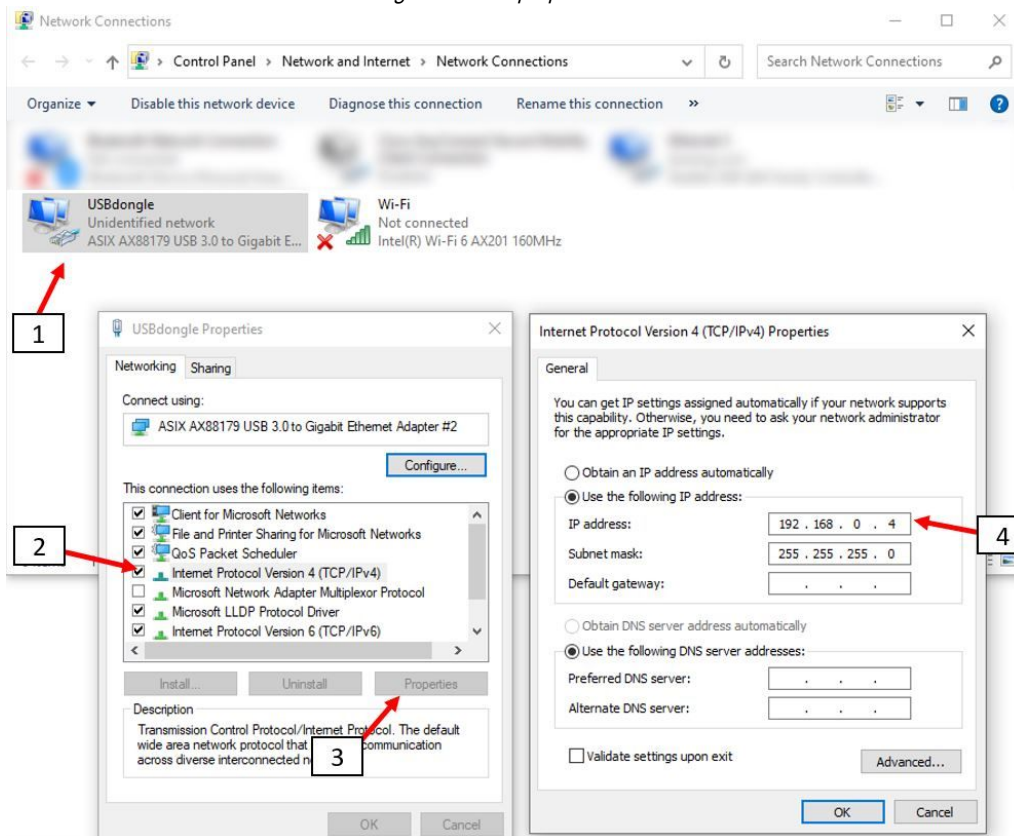 Network Connections
Control Panel > Network and Internet > Network Connections
Search Network Connections
Organize Disable this network device Diagnose this connection Rename this connection »
USBdongle
Unidentified network
ASIX AX88179 USB 3.0 to Gigabit E...
Wi-Fi
Not connected
Intel(R) Wi-Fi 6 AX201 160MHz
1
USBdongle Properties
Networking Sharing
Connect using:
ASIX AX88179 USB 3.0 to Gigabit Ethernet Adapter #2
Configure...
This connection uses the following items:
Client for Microsoft Networks
File and Printer Sharing for Microsoft Networks
QoS Packet Scheduler
2
Internet Protocol Version 4 (TCP/IPv4)
Microsoft Network Adapter Multiplexor Protocol
Microsoft LLDP Protocol Driver
Internet Protocol Version 6 (TCP/IPv6)
Install... Uninstall Properties
Description
Transmission Control Protocol/Internet Protocol. The default
wide area network protocol that communication
across diverse interconnected
3
OK Cancel
Internet Protocol Version 4 (TCP/IPv4) Properties
General
You can get IP settings assigned automatically if your network supports
this capability. Otherwise, you need to ask your network administrator
for the appropriate IP settings.
Obtain an IP address automatically
Use the following IP address:
IP address: 192 . 168 . 0 . 4
4
Subnet mask: 255 . 255 . 255 . 0
Default gateway: . . .
Obtain DNS server address automatically
Use the following DNS server addresses:
Preferred DNS server: . . .
Alternate DNS server: . . .
Validate settings upon exit
Advanced...
OK Cancel